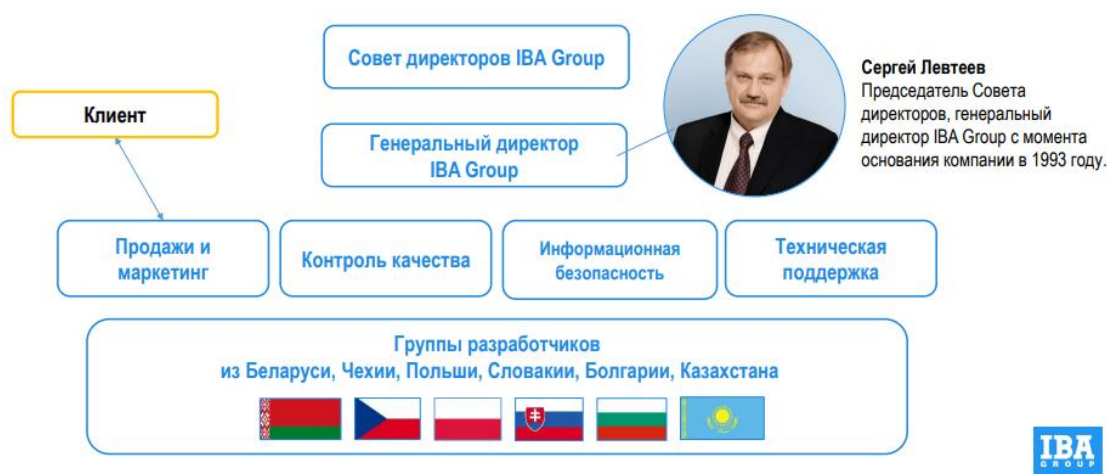 Совет директоров IBA Group
Клиент
Генеральный директор
IBA Group
Сергей Левтеев
Председатель Совета
директоров, генеральный
директор IBA Group с момента
основания компании в 1993 году.
Продажи и
маркетинг
Контроль качества
Информационная
безопасность
Техническая
поддержка
Группы разработчиков
из Беларуси, Чехии, Польши, Словакии, Болгарии, Казахстана
IBA
GROUP